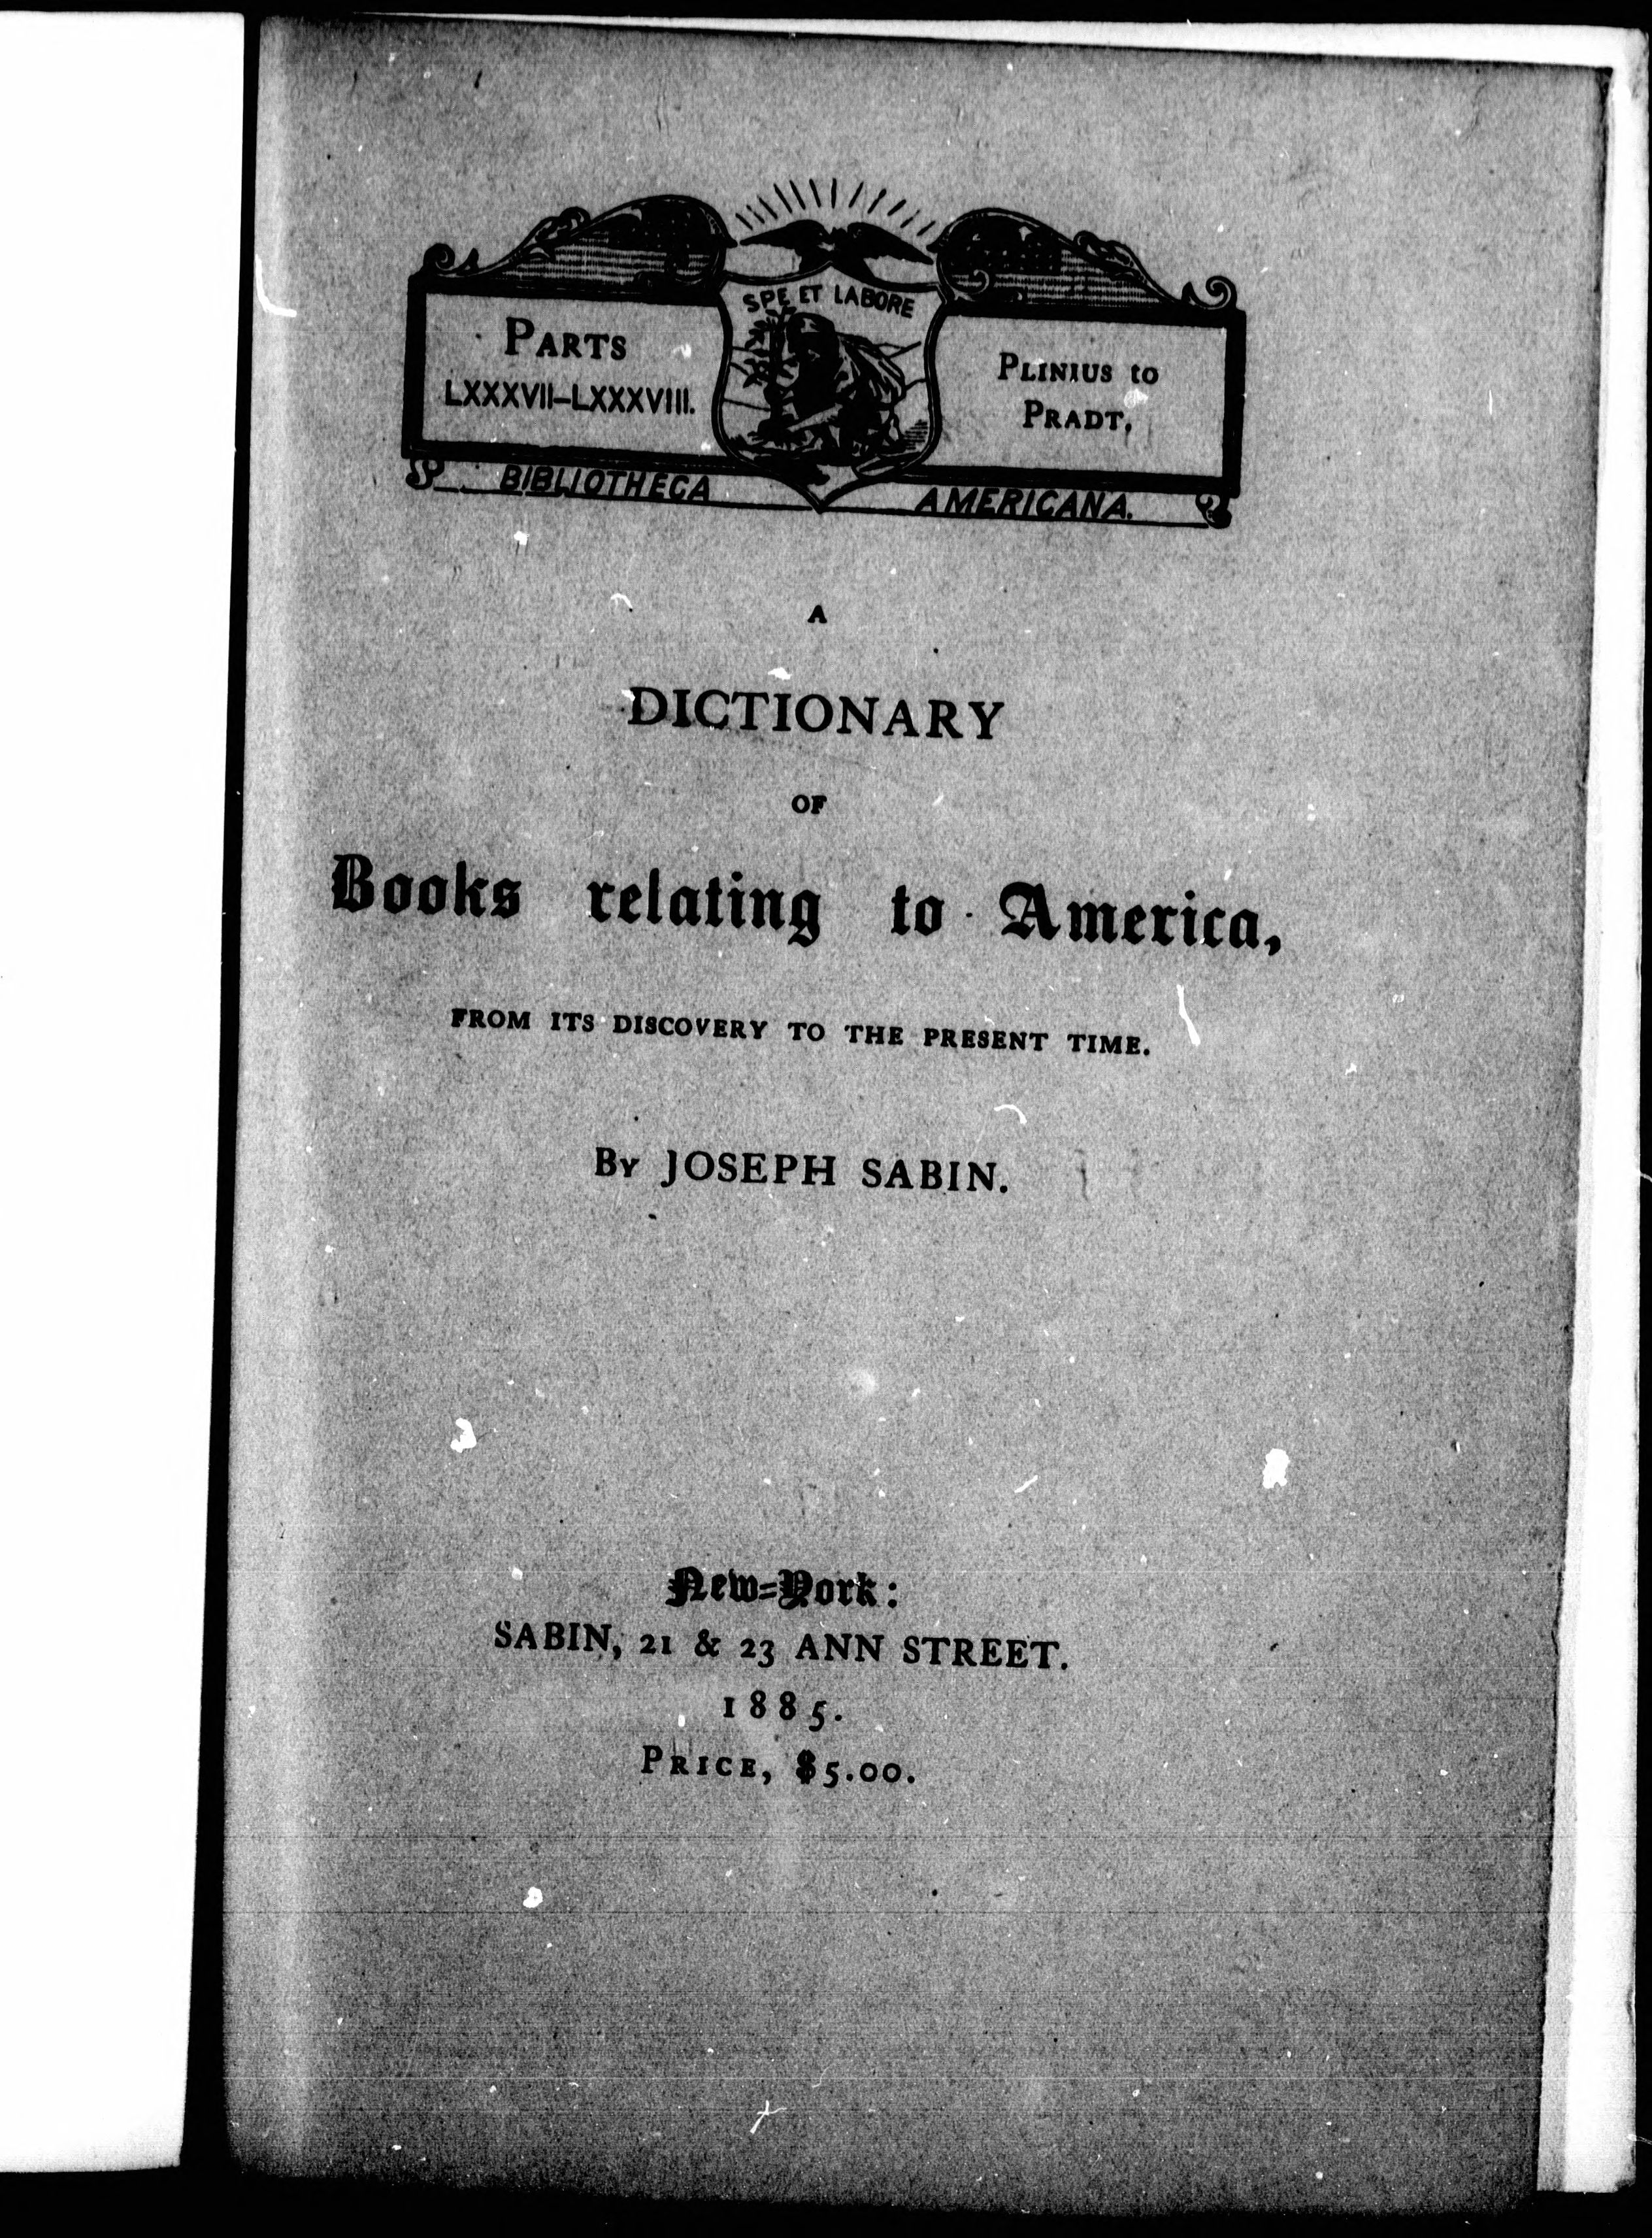 SPE ET LABORE
PARTS
LXXXVII–LXXXVIII.
PLINIUS to
PRADT,
BIBLIOTHECA AMERICANA.
A
DICTIONARY
OF
Books relating to America,
FROM ITS DISCOVERY TO THE PRESENT TIME.
By JOSEPH SABIN.
New-York:
SABIN, 21 & 23 ANN STREET.
1885.
PRICE, $5.00.